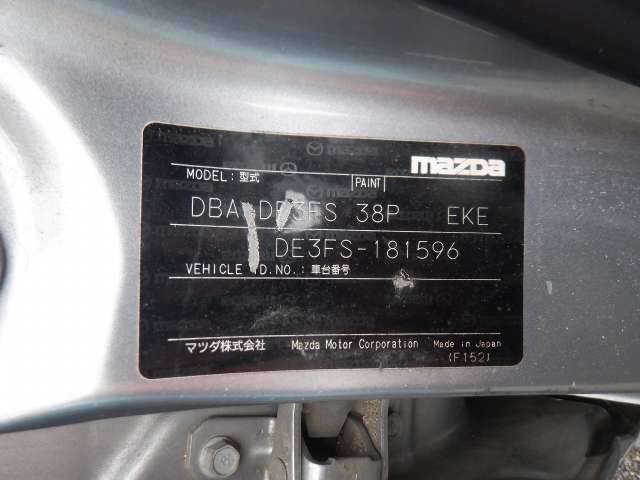 mazda
MODEL: 型式 PAINT
DBA-DE3FS 38P EKE
DE3FS-181596
VEHICLE I.D.NO.: 車台番号
マツダ株式会社 Mazda Motor Corporation Made in Japan
(F152)